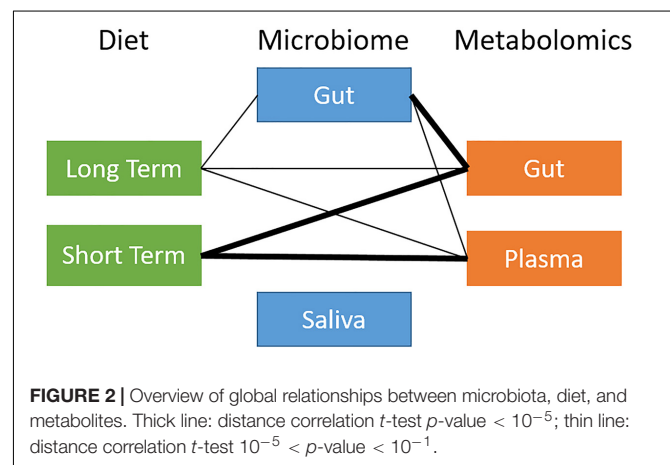 Diet Microbiome Metabolomics
Gut
Long Term
Gut
Short Term
Plasma
Saliva
FIGURE 2 | Overview of global relationships between microbiota, diet, and
metabolites. Thick line: distance correlation t-test p-value < 10⁻⁵; thin line:
distance correlation t-test 10⁻⁵ < p-value < 10⁻¹.